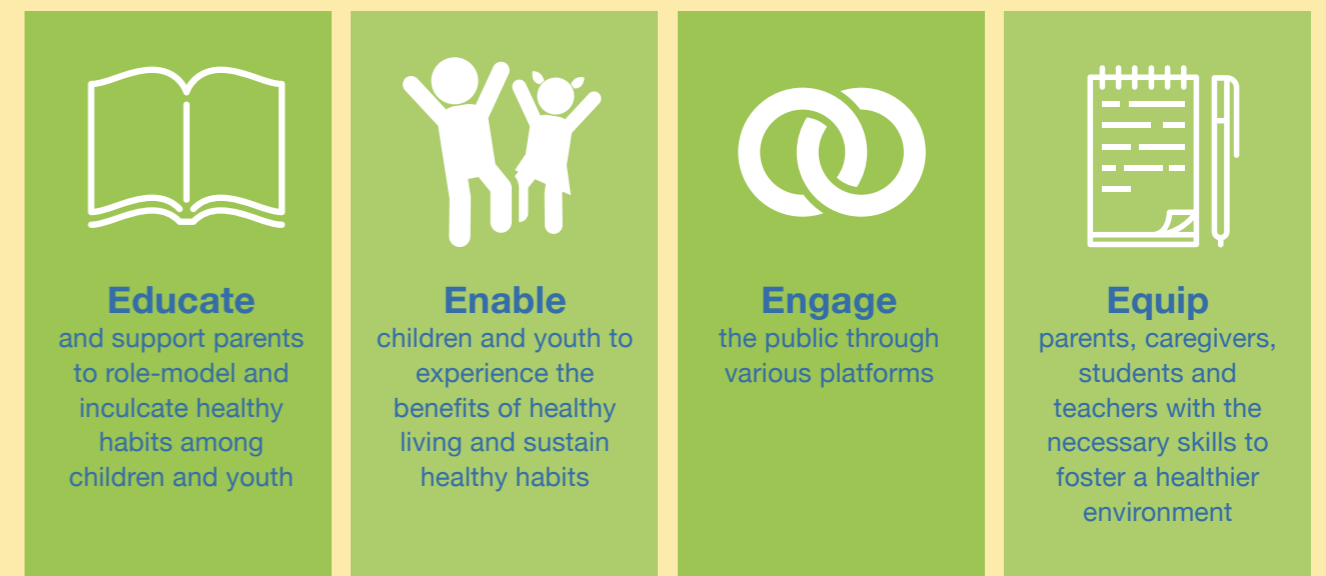 Educate
and support parents
to role-model and
inculcate healthy
habits among
children and youth
Enable
children and youth to
experience the
benefits of healthy
living and sustain
healthy habits
Engage
the public through
various platforms
Equip
parents, caregivers,
students and
teachers with the
necessary skills to
foster a healthier
environment